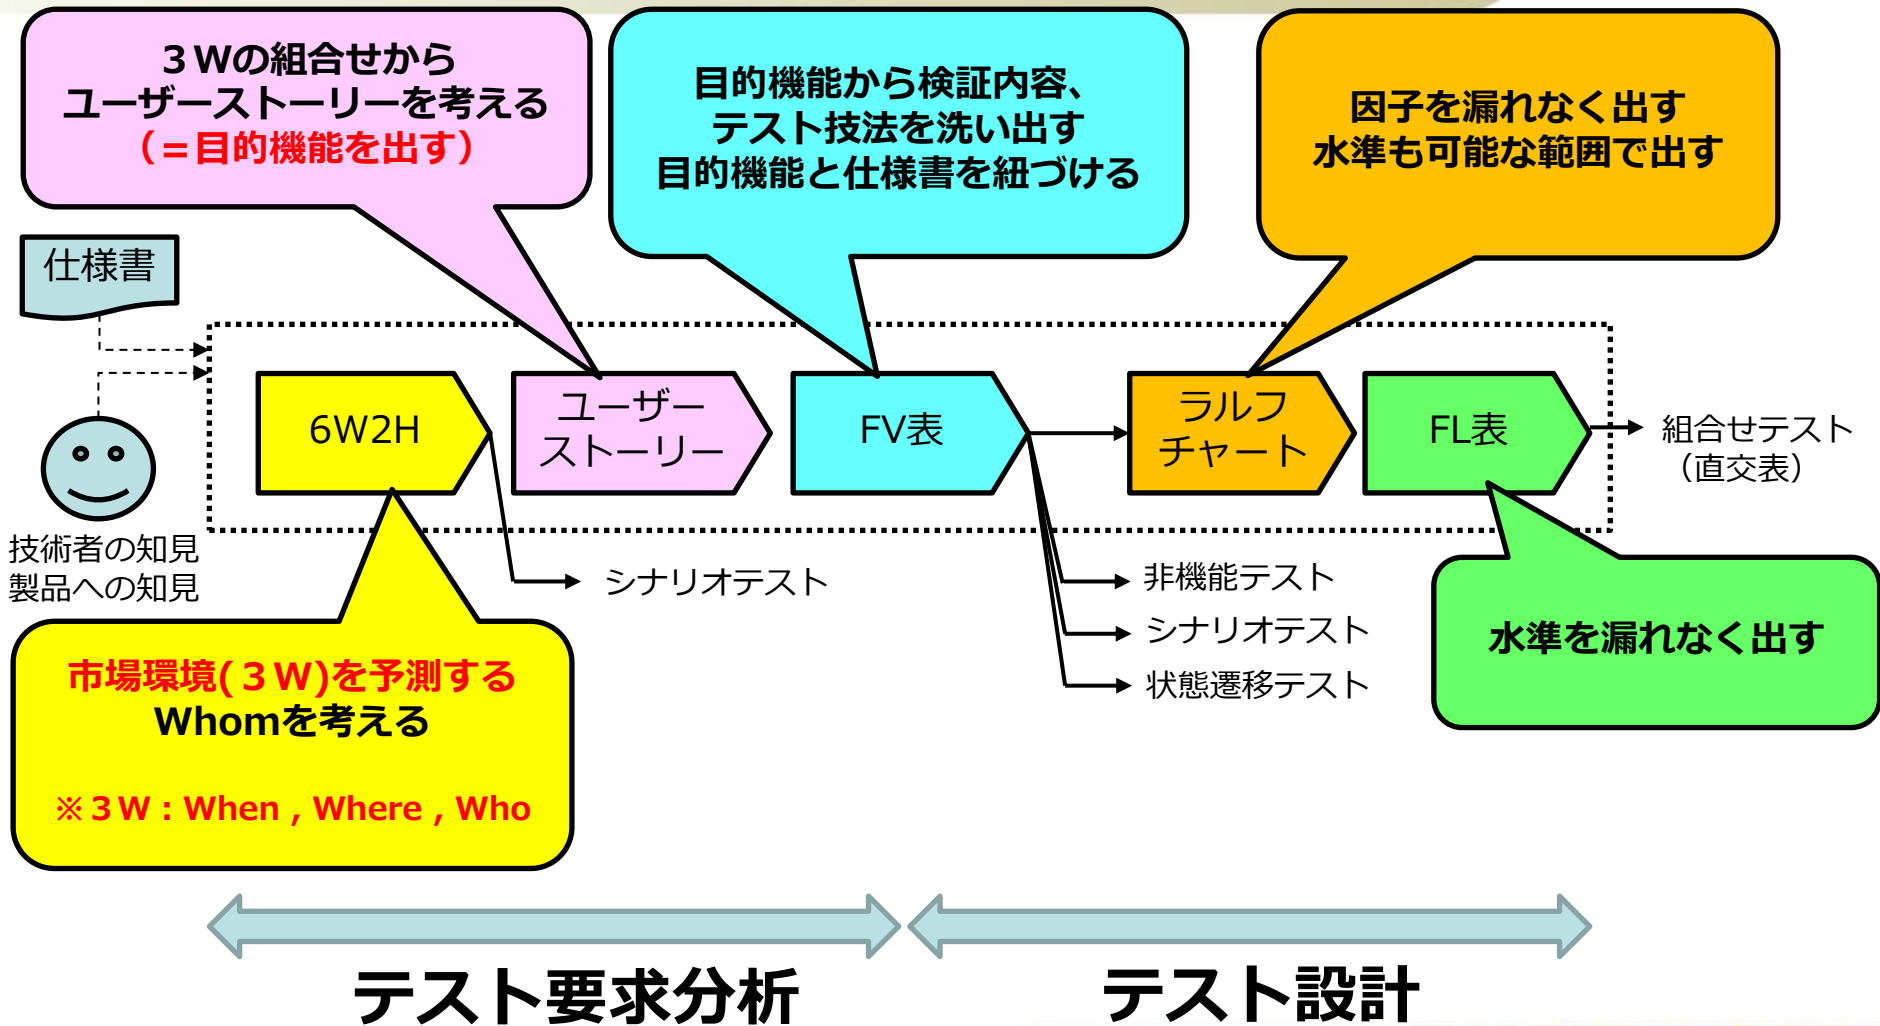 ３Wの組合せから
ユーザーストーリーを考える
（=目的機能を出す）
目的機能から検証内容、
テスト技法を洗い出す
目的機能と仕様書を紐づける
因子を漏れなく出す
水準も可能な範囲で出す
仕様書
6W2H
ユーザー
ストーリー
FV表
ラルフ
チャート
FL表
組合せテスト
（直交表）
技術者の知見
製品への知見
シナリオテスト
非機能テスト
シナリオテスト
状態遷移テスト
市場環境(３W)を予測する
Whomを考える
※３W：When , Where , Who
水準を漏れなく出す
テスト要求分析
テスト設計